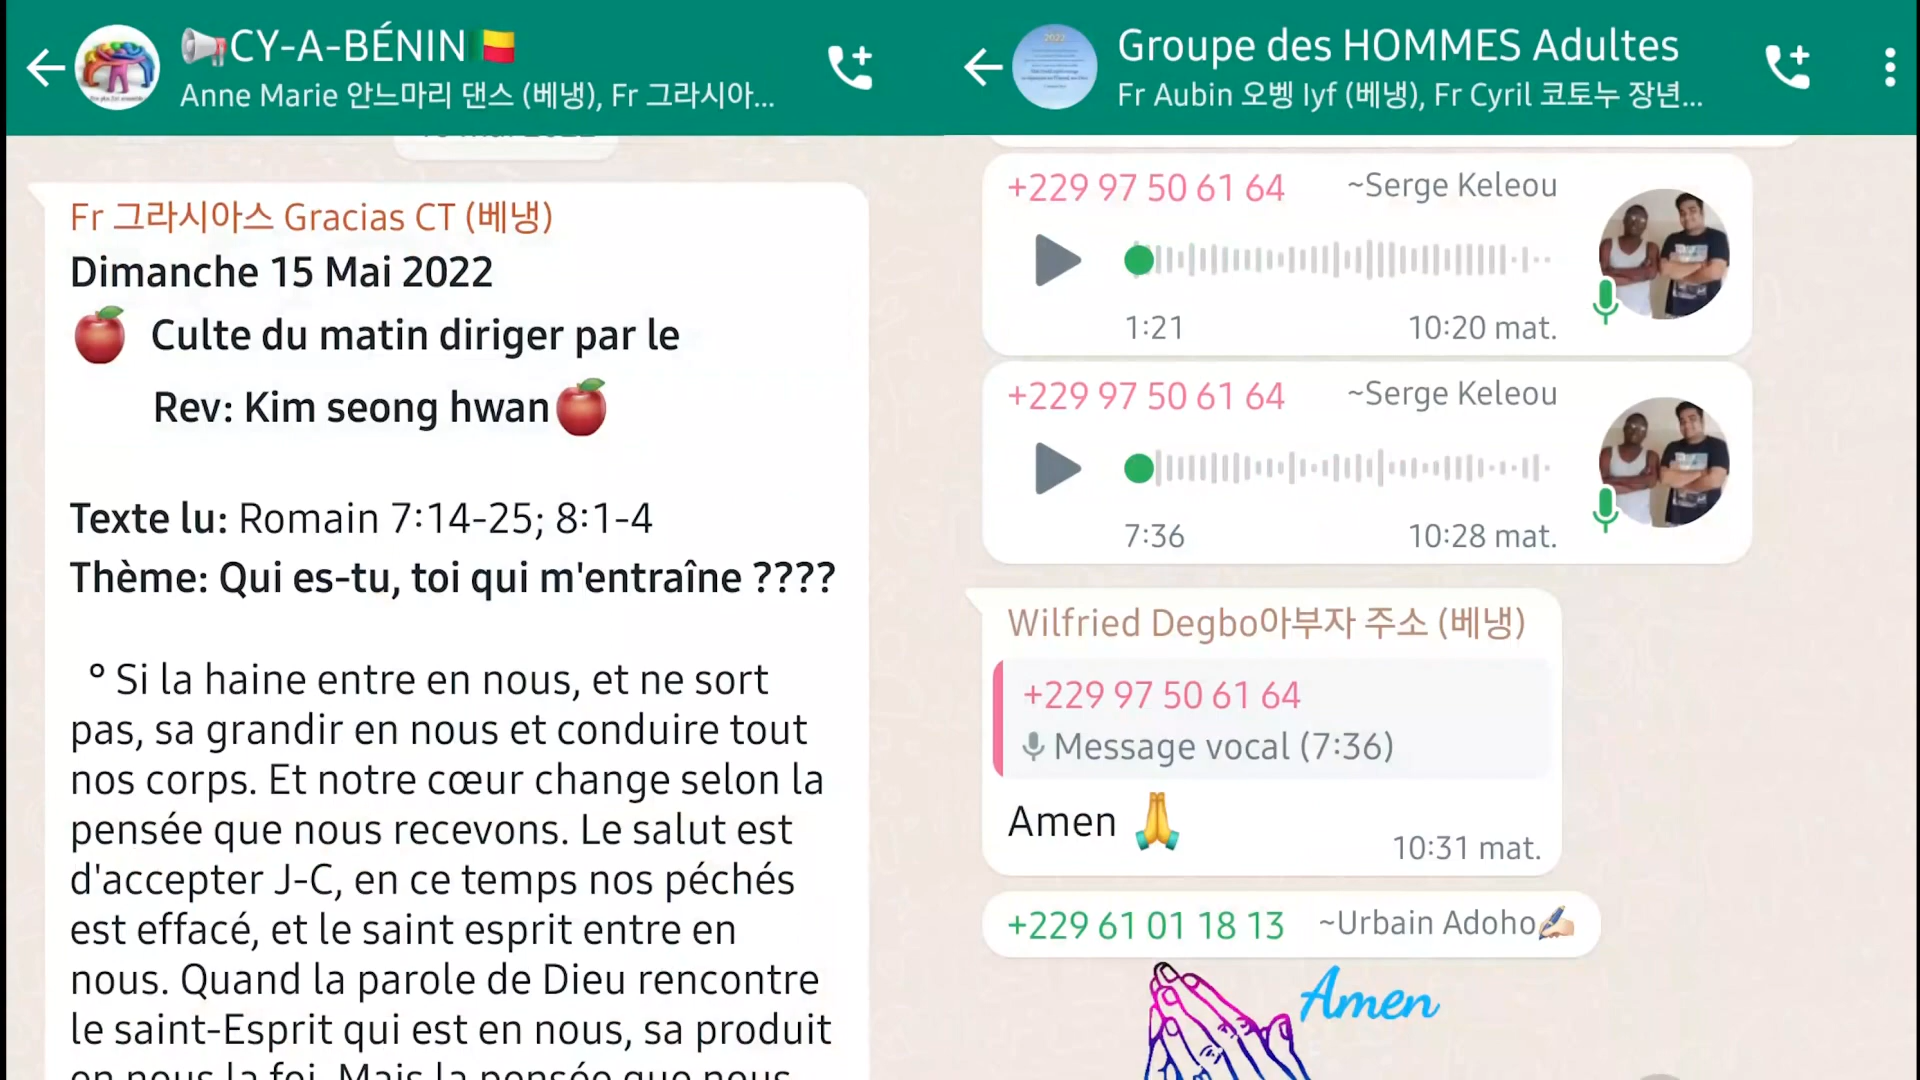 CY-A-BÉNIN
Anne Marie 안느마리 댄스 (베냉), Fr 그라시아...
Fr 그라시아스 Gracias CT (베냉)
Dimanche 15 Mai 2022
Culte du matin diriger par le
Rev: Kim seong hwan
Texte lu: Romain 7:14-25; 8:1-4
Thème: Qui es-tu, toi qui m'entraîne ????
° Si la haine entre en nous, et ne sort
pas, sa grandir en nous et conduire tout
nos corps. Et notre cœur change selon la
pensée que nous recevons. Le salut est
d'accepter J-C, en ce temps nos péchés
est effacé, et le saint esprit entre en
nous. Quand la parole de Dieu rencontre
le saint-Esprit qui est en nous, sa produit
en nous la foi. Mais la pensée que nous
Groupe des HOMMES Adultes
Fr Aubin 오벵 Iyf (베냉), Fr Cyril 코토누 장년...
+229 97 50 61 64 ~Serge Keleou
1:21 10:20 mat.
+229 97 50 61 64 ~Serge Keleou
7:36 10:28 mat.
Wilfried Degbo아부자 주소 (베냉)
+229 97 50 61 64
Message vocal (7:36)
Amen 🙏
10:31 mat.
+229 61 01 18 13 ~Urbain Adoho✍🏻
Amen